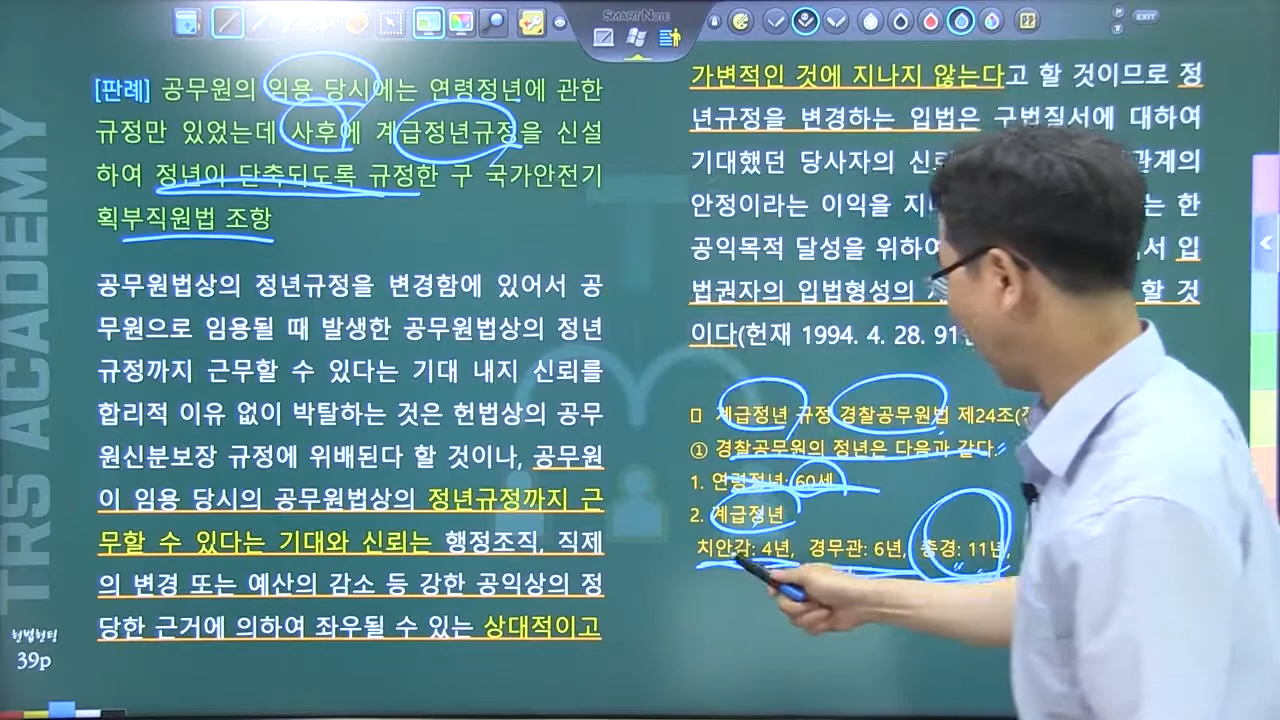 SMART NOTE
EXIT
TRS ACADEMY
[판례] 공무원의 임용 당시에는 연령정년에 관한
규정만 있었는데 사후에 계급정년규정을 신설
하여 정년이 단축되도록 규정한 구 국가안전기
획부직원법 조항
공무원법상의 정년규정을 변경함에 있어서 공
무원으로 임용될 때 발생한 공무원법상의 정년
규정까지 근무할 수 있다는 기대 내지 신뢰를
합리적 이유 없이 박탈하는 것은 헌법상의 공무
원신분보장 규정에 위배된다 할 것이나, 공무원
이 임용 당시의 공무원법상의 정년규정까지 근
무할 수 있다는 기대와 신뢰는 행정조직, 직제
의 변경 또는 예산의 감소 등 강한 공익상의 정
당한 근거에 의하여 좌우될 수 있는 상대적이고
헌법헌팅
39p
가변적인 것에 지나지 않는다고 할 것이므로 정
년규정을 변경하는 입법은 구법질서에 대하여
기대했던 당사자의 관계의
안정이라는 이익을 는 한
공익목적 달성을 서 입
법권자의 입법형성의 할 것
이다(헌재 1994. 4. 28. 91
계급정년 규정 경찰공무원법 제24조
① 경찰공무원의 정년은 다음과 같다.
1. 연령정년: 60세
2. 계급정년
치안감: 4년, 경무관: 6년, 총경: 11년,